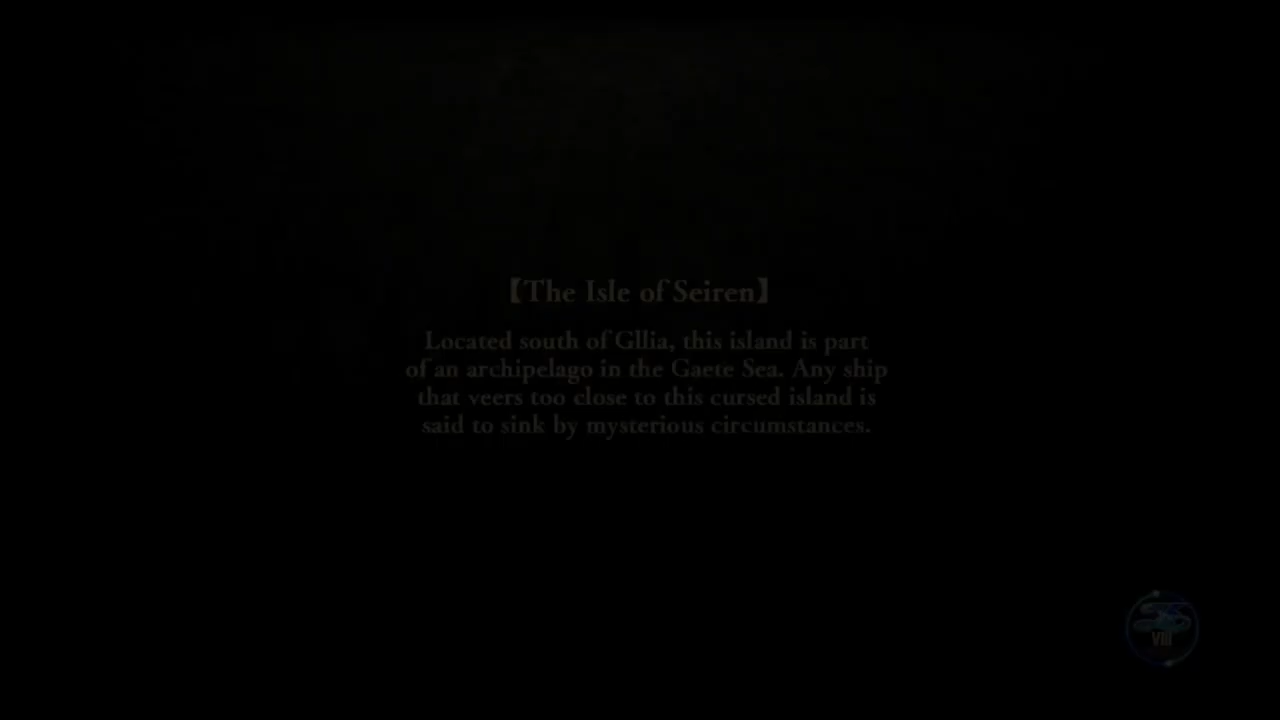 【The Isle of Seiren】
Located south of Gllia, this island is part
of an archipelago in the Gaete Sea. Any ship
that veers too close to this cursed island is
said to sink by mysterious circumstances.
VIII